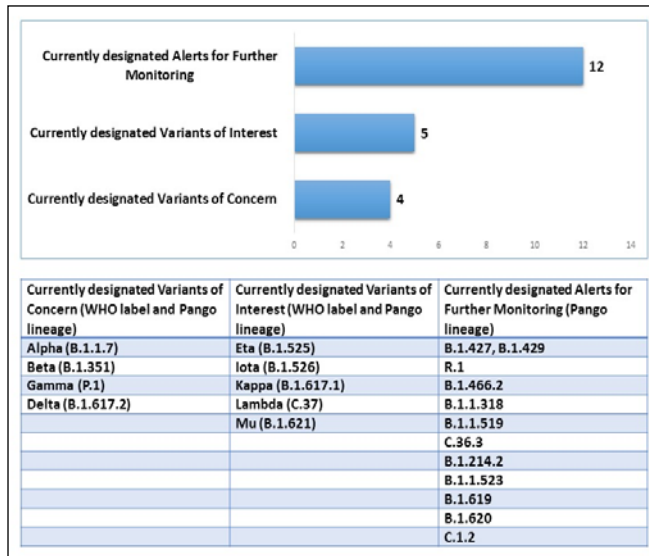 Currently designated Alerts for Further
Monitoring
12
Currently designated Variants of Interest
5
Currently designated Variants of Concern
4
0 2 4 6 8 10 12 14
Currently designated Variants of
Concern (WHO label and Pango
lineage)
Currently designated Variants of
Interest (WHO label and Pango
lineage)
Currently designated Alerts for
Further Monitoring (Pango
lineage)
Alpha (B.1.1.7) Eta (B.1.525) B.1.427, B.1.429
Beta (B.1.351) Iota (B.1.526) R.1
Gamma (P.1) Kappa (B.1.617.1) B.1.466.2
Delta (B.1.617.2) Lambda (C.37) B.1.1.318
Mu (B.1.621) B.1.1.519
C.36.3
B.1.214.2
B.1.1.523
B.1.619
B.1.620
C.1.2